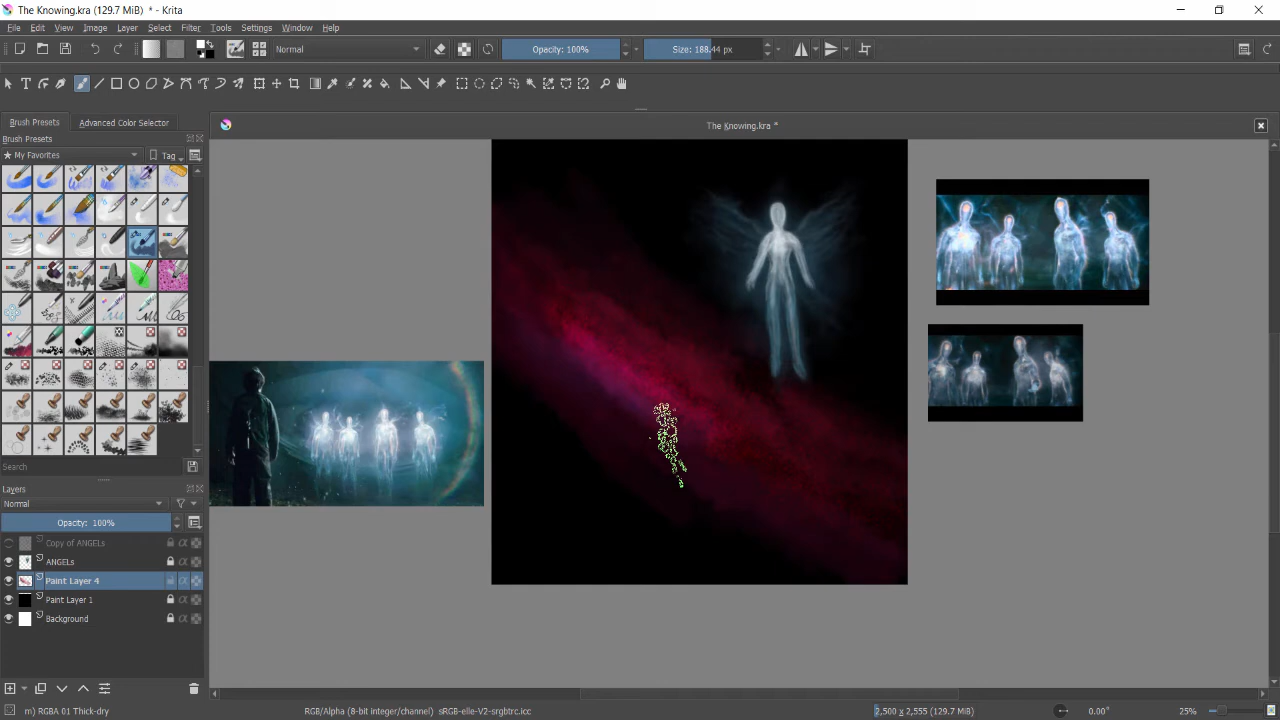 The Knowing.kra (129.7 MiB) * - Krita
File Edit View Image Layer Select Filter Tools Settings Window Help
Normal Opacity: 100% Size: 188.44 px
Brush Presets Advanced Color Selector
The Knowing.kra *
Brush Presets
★ My Favorites Tag
Search
Layers
Normal
Opacity: 100%
Copy of ANGELs
ANGELs
Paint Layer 4
Paint Layer 1
Background
m) RGBA 01 Thick-dry RGB/Alpha (8-bit integer/channel) sRGB-elle-V2-srgbtrc.icc 2,500 x 2,555 (129.7 MiB) 0.00° 25%